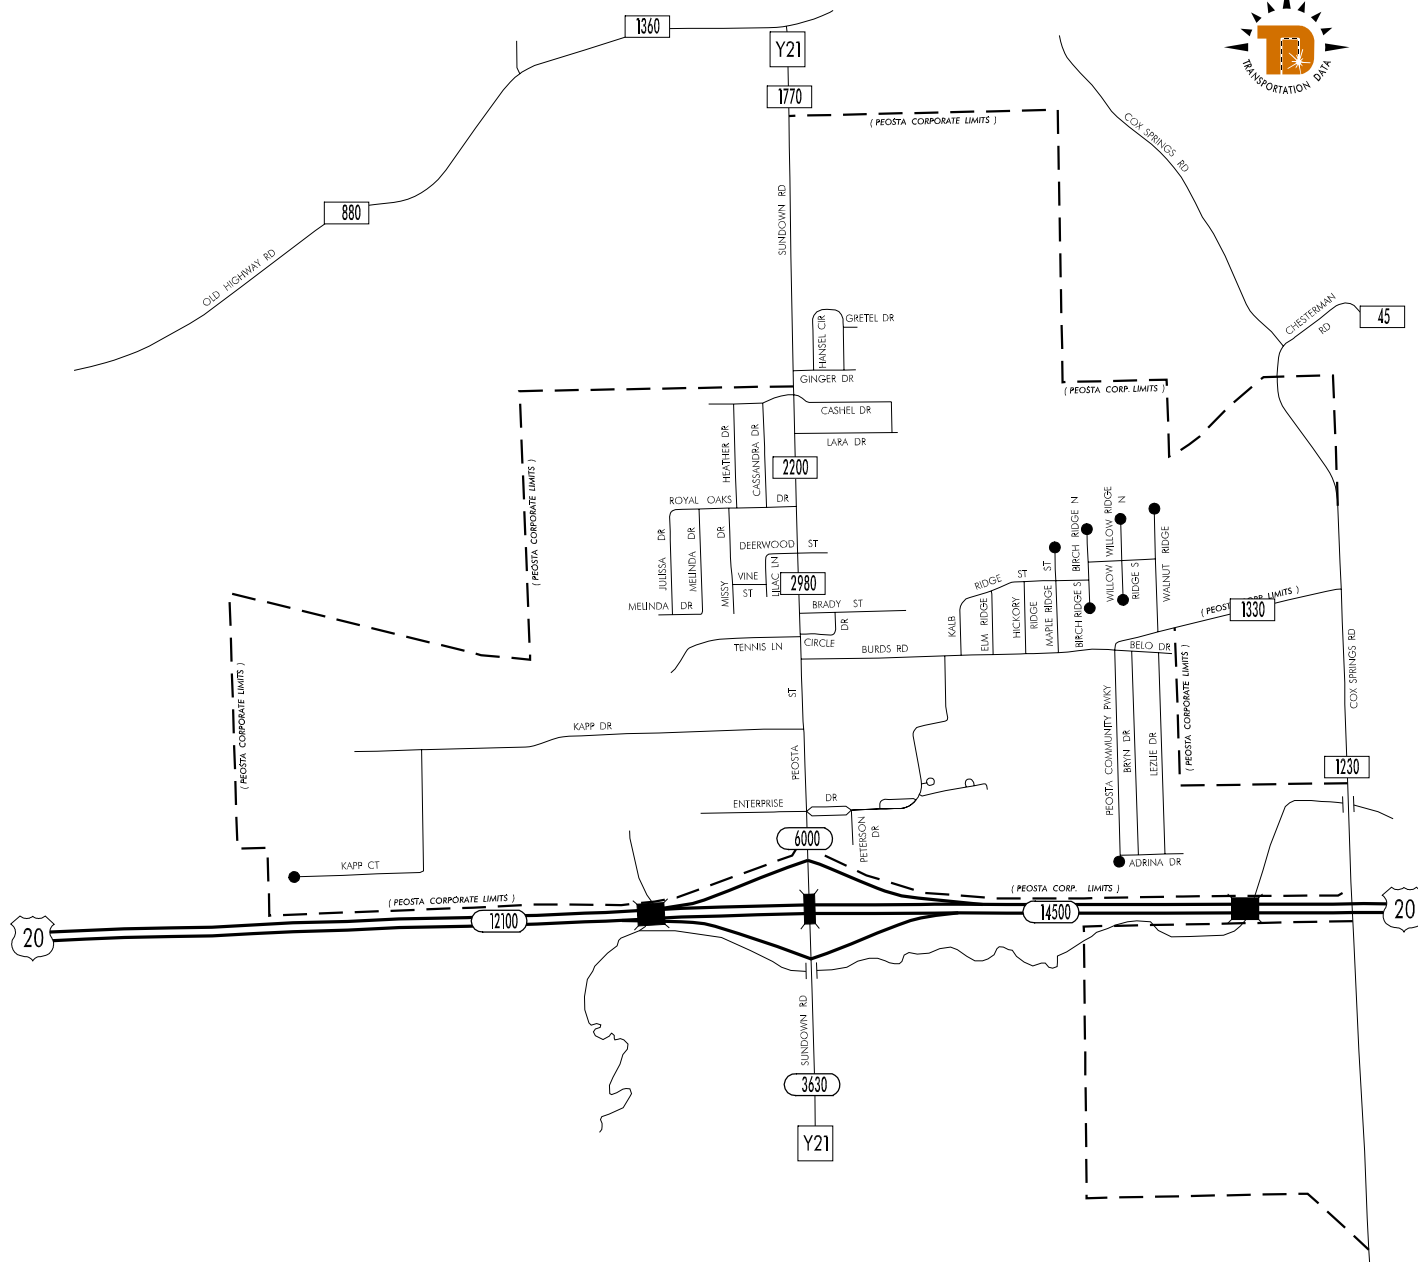 1360
Y21
1770
TRANSPORTATION DATA
TD
( PEOSTA CORPORATE LIMITS )
COX SPRINGS RD
880
SUNDOWN RD
OLD HIGHWAY RD
CHESTERMAN RD
45
HANSEL CIR
GRETEL DR
GINGER DR
( PEOSTA CORP. LIMITS )
CASHEL DR
LARA DR
HEATHER DR
CASSANDRA DR
2200
( PEOSTA CORPORATE LIMITS )
ROYAL OAKS DR
JULISSA DR
MELINDA DR
MISSY DR
DEERWOOD ST
VINE ST
LILAC LN
2980
MELINDA DR
BRADY ST
CIRCLE DR
TENNIS LN
BURDS RD
KALB
RIDGE ST
ELM RIDGE
HICKORY RIDGE
MAPLE RIDGE ST
BIRCH RIDGE N
BIRCH RIDGE S
WILLOW RIDGE N
WILLOW RIDGE S
WALNUT RIDGE
1330
BELO DR
( PEOSTA CORPORATE LIMITS )
COX SPRINGS RD
( PEOSTA CORPORATE LIMITS )
KAPP DR
PEOSTA ST
PEOSTA COMMUNITY PWKY
BRYN DR
LEZLIE DR
1230
ENTERPRISE DR
PETERSON DR
6000
KAPP CT
ADRINA DR
( PEOSTA CORPORATE LIMITS )
( PEOSTA CORP. LIMITS )
20
12100
14500
20
SUNDOWN RD
3630
Y21